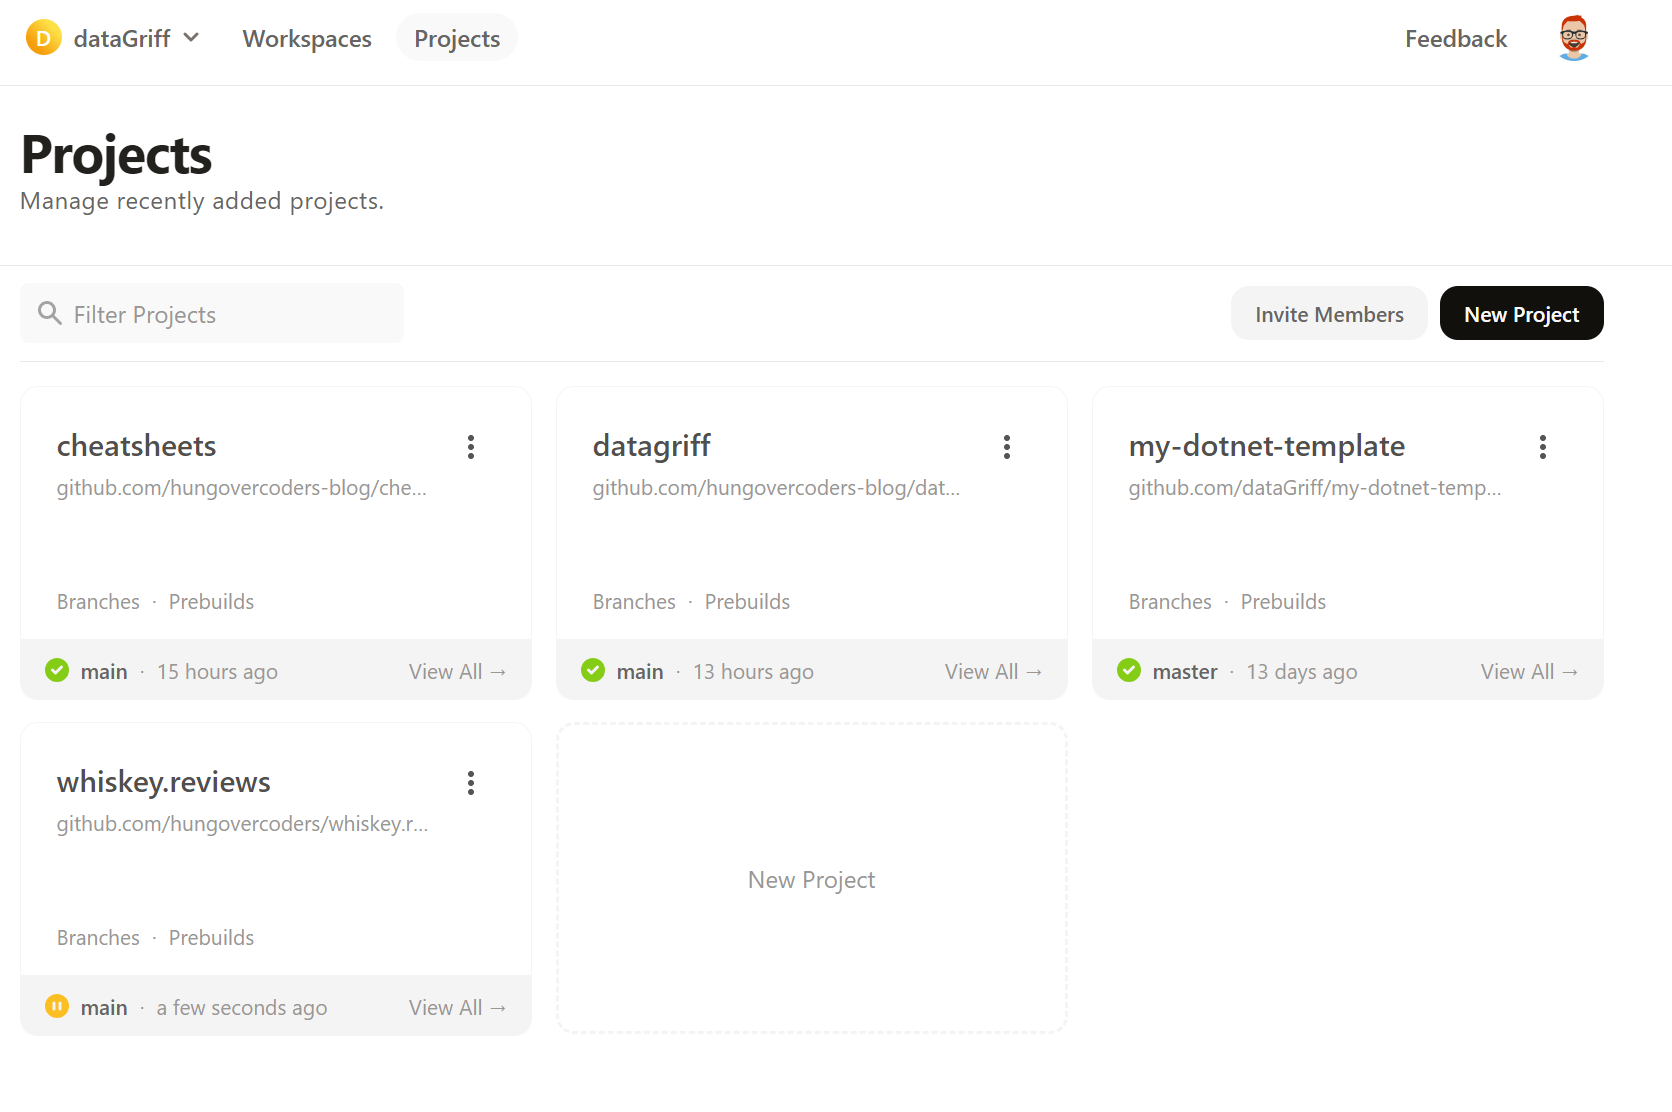 D dataGriff Workspaces Projects Feedback
Projects
Manage recently added projects.
Filter Projects Invite Members New Project
cheatsheets
github.com/hungovercoders-blog/che...
Branches · Prebuilds
main · 15 hours ago View All →
datagriff
github.com/hungovercoders-blog/dat...
Branches · Prebuilds
main · 13 hours ago View All →
my-dotnet-template
github.com/dataGriff/my-dotnet-temp...
Branches · Prebuilds
master · 13 days ago View All →
whiskey.reviews
github.com/hungovercoders/whiskey.r...
Branches · Prebuilds
main · a few seconds ago View All →
New Project